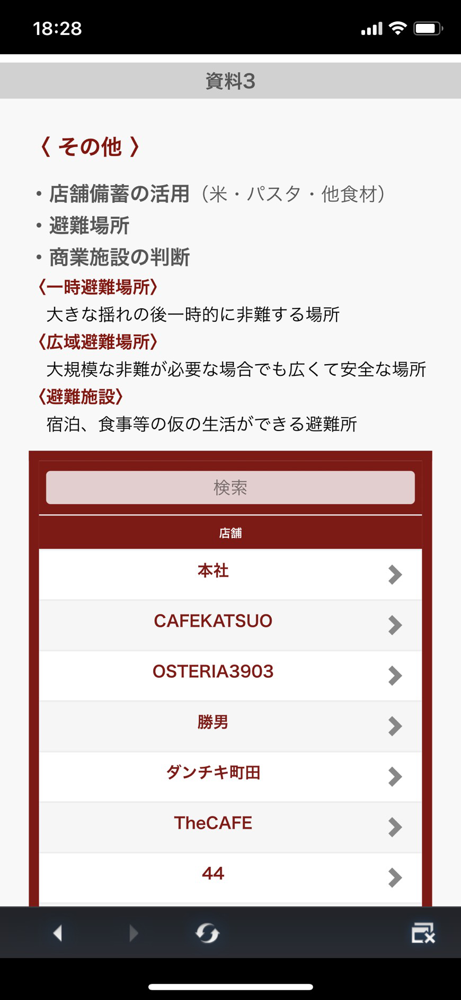 18:28
資料3
〈 その他 〉
・店舗備蓄の活用（米・パスタ・他食材）
・避難場所
・商業施設の判断
〈一時避難場所〉
大きな揺れの後一時的に非難する場所
〈広域避難場所〉
大規模な非難が必要な場合でも広くて安全な場所
〈避難施設〉
宿泊、食事等の仮の生活ができる避難所
検索
店舗
本社
CAFEKATSUO
OSTERIA3903
勝男
ダンチキ町田
TheCAFE
44